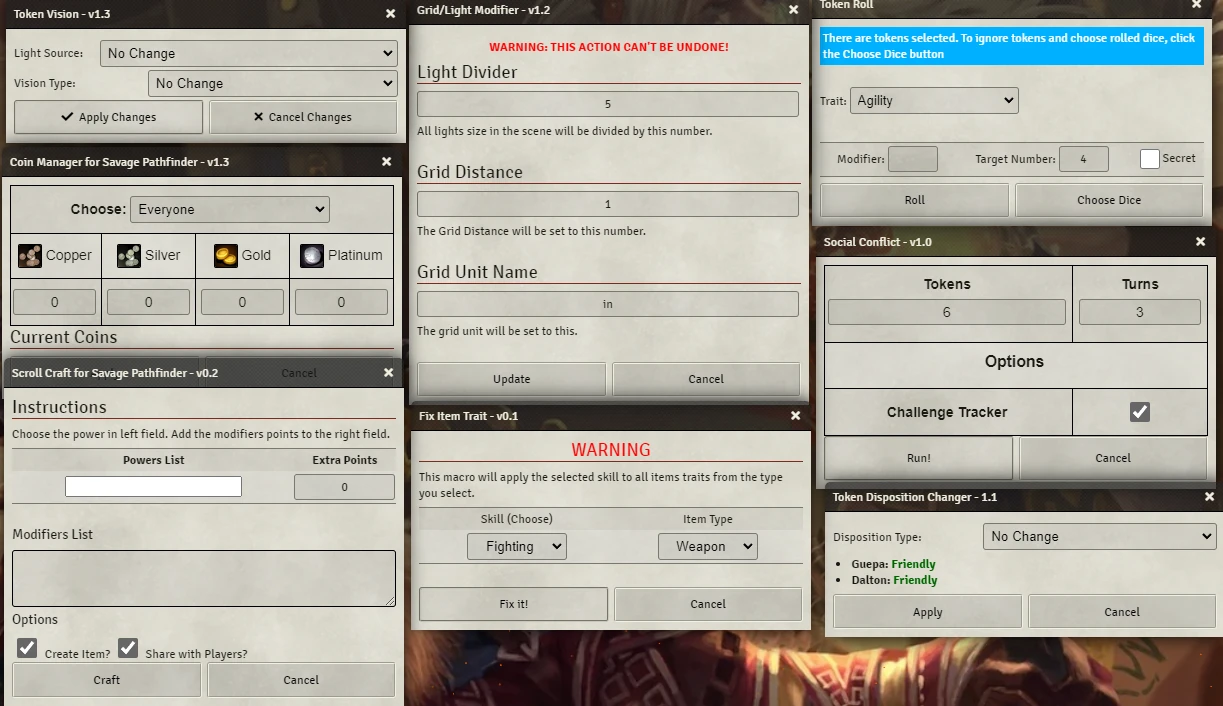 Token Vision - v1.3
Light Source: No Change
Vision Type: No Change
Apply Changes Cancel Changes
Coin Manager for Savage Pathfinder - v1.3
Choose: Everyone
Copper Silver Gold Platinum
0 0 0 0
Current Coins
Cancel
Scroll Craft for Savage Pathfinder - v0.2
Instructions
Choose the power in left field. Add the modifiers points to the right field.
Powers List Extra Points
0
Modifiers List
Options
Create Item? Share with Players?
Craft Cancel
Grid/Light Modifier - v1.2
WARNING: THIS ACTION CAN'T BE UNDONE!
Light Divider
5
All lights size in the scene will be divided by this number.
Grid Distance
1
The Grid Distance will be set to this number.
Grid Unit Name
in
The grid unit will be set to this.
Update Cancel
Fix Item Trait - v0.1
WARNING
This macro will apply the selected skill to all items traits from the type
you select.
Skill (Choose) Item Type
Fighting Weapon
Fix it! Cancel
Token Roll
There are tokens selected. To ignore tokens and choose rolled dice, click
the Choose Dice button
Trait: Agility
Modifier: Target Number: 4 Secret
Roll Choose Dice
Social Conflict - v1.0
Tokens Turns
6 3
Options
Challenge Tracker
Run! Cancel
Token Disposition Changer - 1.1
Disposition Type: No Change
• Guepa: Friendly
• Dalton: Friendly
Apply Cancel